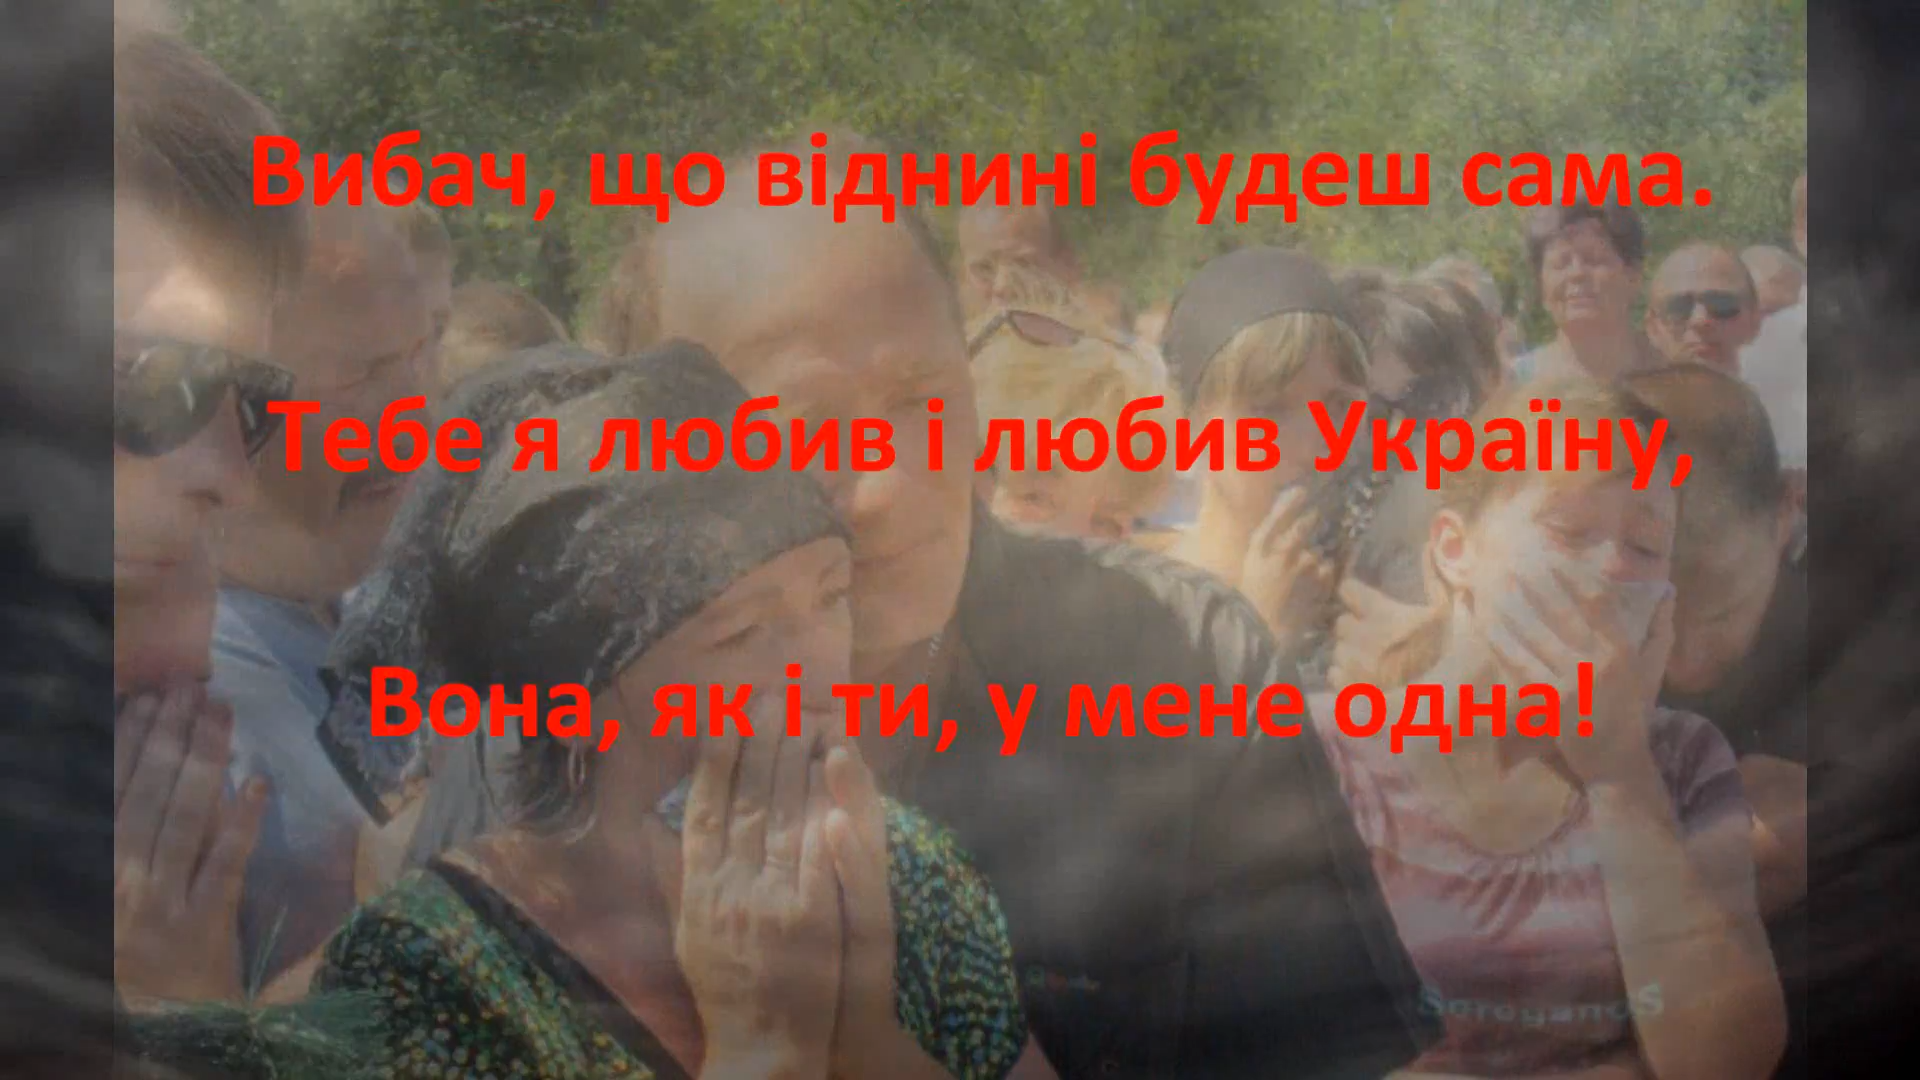 Вибач, що віднині будеш сама.
Тебе я любив і любив Україну,
Вона, як і ти, у мене одна!